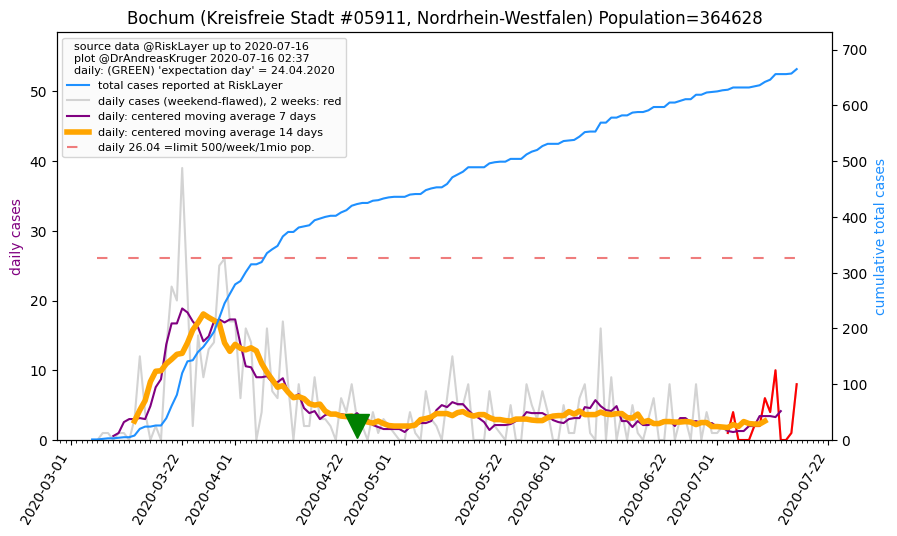 Bochum (Kreisfreie Stadt #05911, Nordrhein-Westfalen) Population=364628
source data @RiskLayer up to 2020-07-16
plot @DrAndreasKruger 2020-07-16 02:37
daily: (GREEN) 'expectation day' = 24.04.2020
total cases reported at RiskLayer
daily cases (weekend-flawed), 2 weeks: red
daily: centered moving average 7 days
daily: centered moving average 14 days
daily 26.04 =limit 500/week/1mio pop.
daily cases
50
40
30
20
10
0
cumulative total cases
700
600
500
400
300
200
100
0
2020-03-01
2020-03-22
2020-04-01
2020-04-22
2020-05-01
2020-05-22
2020-06-01
2020-06-22
2020-07-01
2020-07-22